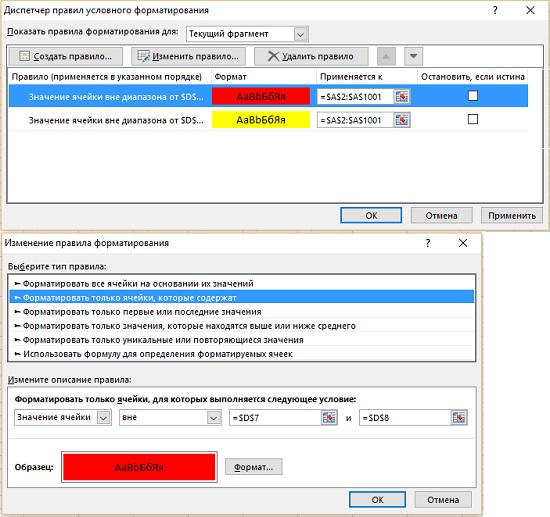 Диспетчер правил условного форматирования ? ×
Показать правила форматирования для: Текущий фрагмент
Создать правило... Изменить правило... Удалить правило
Правило (применяется в указанном порядке) Формат Применяется к Остановить, если истина
Значение ячейки вне диапазона от $D$... АаВbБбЯя =$A$2:$A$1001
Значение ячейки вне диапазона от $D$... АаВbБбЯя =$A$2:$A$1001
ОК Отмена Применить
Изменение правила форматирования ? ×
Выберите тип правила:
► Форматировать все ячейки на основании их значений
► Форматировать только ячейки, которые содержат
► Форматировать только первые или последние значения
► Форматировать только значения, которые находятся выше или ниже среднего
► Форматировать только уникальные или повторяющиеся значения
► Использовать формулу для определения форматируемых ячеек
Измените описание правила:
Форматировать только ячейки, для которых выполняется следующее условие:
Значение ячейки вне =$D$7 и =$D$8
Образец: АаВbБбЯя Формат...
ОК Отмена